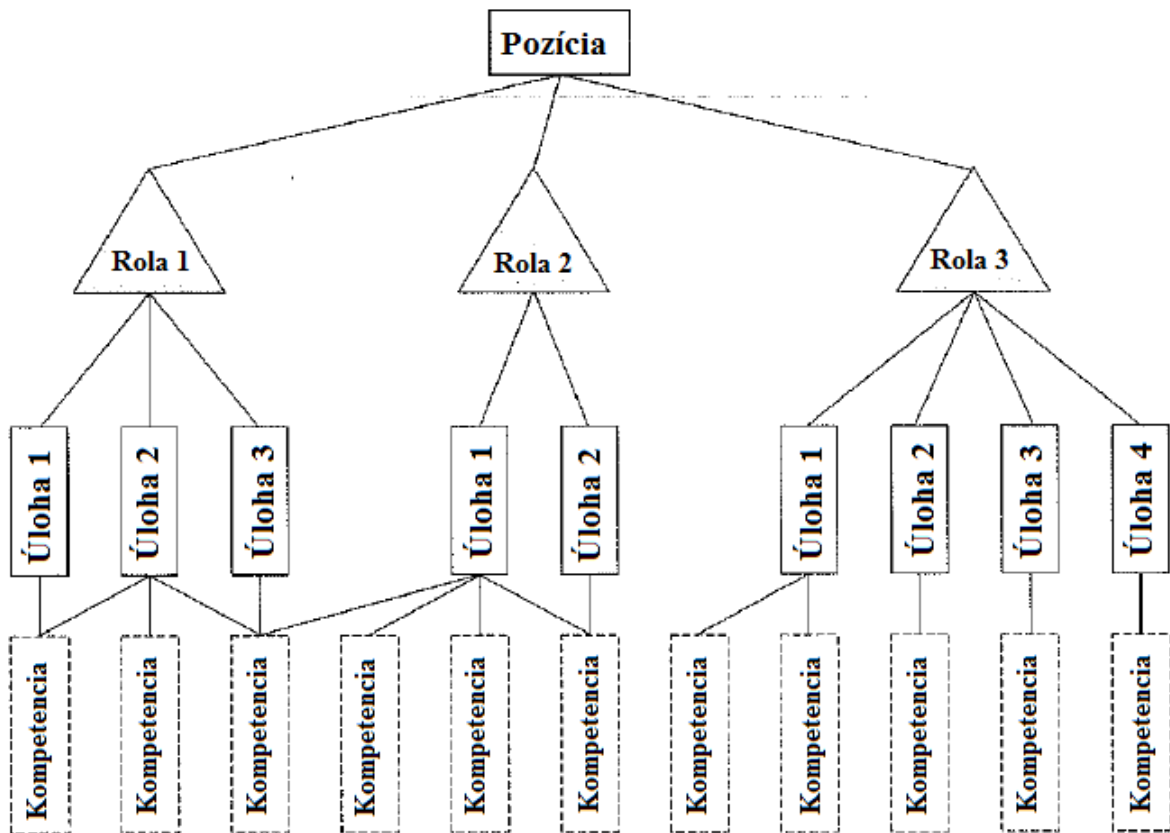 Pozícia
Rola 1
Rola 2
Rola 3
Úloha 1
Úloha 2
Úloha 3
Úloha 1
Úloha 2
Úloha 1
Úloha 2
Úloha 3
Úloha 4
Kompetencia
Kompetencia
Kompetencia
Kompetencia
Kompetencia
Kompetencia
Kompetencia
Kompetencia
Kompetencia
Kompetencia
Kompetencia